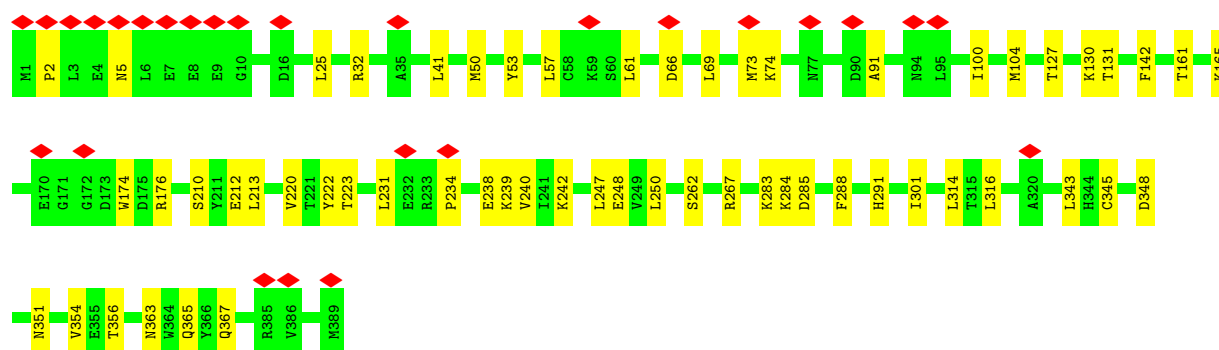 M1 P2 L3 E4 N5 L6 E7 E8 E9 G10 D16 L25 R32 A35 L41 M50 Y53 L57 C58 K59 S60 L61 D66 L69 M73 K74 N77 D90 A91 N94 L95 I100 M104 T127 K130 T131 F142 T161 K165
E170 G171 G172 D173 W174 D175 R176 S210 Y211 E212 L213 V220 T221 Y222 T223 L231 E232 R233 P234 E238 K239 V240 I241 K242 L247 E248 V249 L250 S262 R267 K283 K284 D285 F288 H291 I301 L314 T315 L316 A320 L343 H344 C345 D348
N351 V354 E355 T356 N363 W364 Q365 Y366 Q367 R385 V386 M389